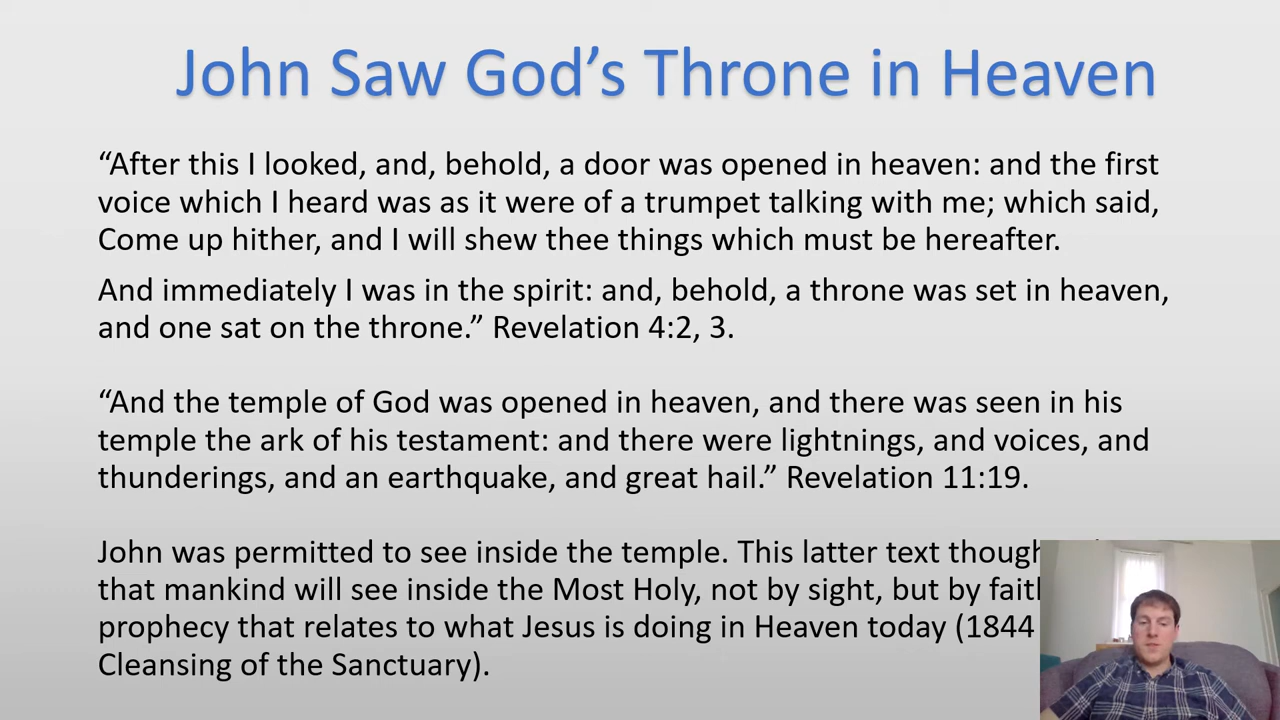 John Saw God’s Throne in Heaven
“After this I looked, and, behold, a door was opened in heaven: and the first
voice which I heard was as it were of a trumpet talking with me; which said,
Come up hither, and I will shew thee things which must be hereafter.
And immediately I was in the spirit: and, behold, a throne was set in heaven,
and one sat on the throne.” Revelation 4:2, 3.
“And the temple of God was opened in heaven, and there was seen in his
temple the ark of his testament: and there were lightnings, and voices, and
thunderings, and an earthquake, and great hail.” Revelation 11:19.
John was permitted to see inside the temple. This latter text
that mankind will see inside the Most Holy, not by sight, but by
prophecy that relates to what Jesus is doing in Heaven today (1844
Cleansing of the Sanctuary).